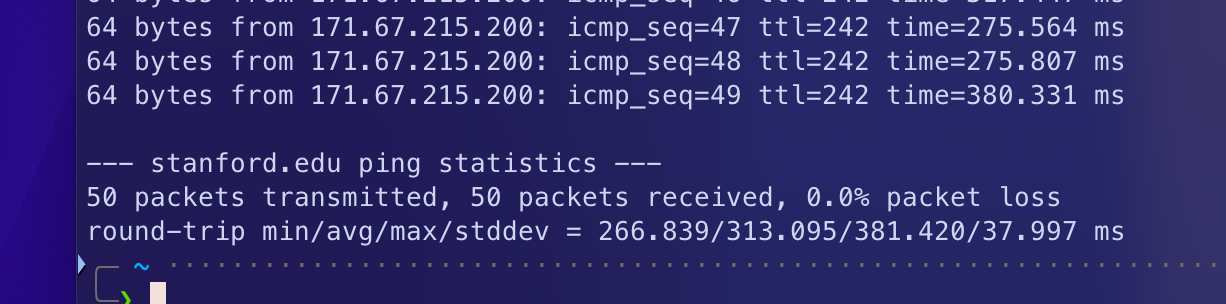 64 bytes from 171.67.215.200: icmp_seq=47 ttl=242 time=275.564 ms
64 bytes from 171.67.215.200: icmp_seq=48 ttl=242 time=275.807 ms
64 bytes from 171.67.215.200: icmp_seq=49 ttl=242 time=380.331 ms
--- stanford.edu ping statistics ---
50 packets transmitted, 50 packets received, 0.0% packet loss
round-trip min/avg/max/stddev = 266.839/313.095/381.420/37.997 ms
~
❯